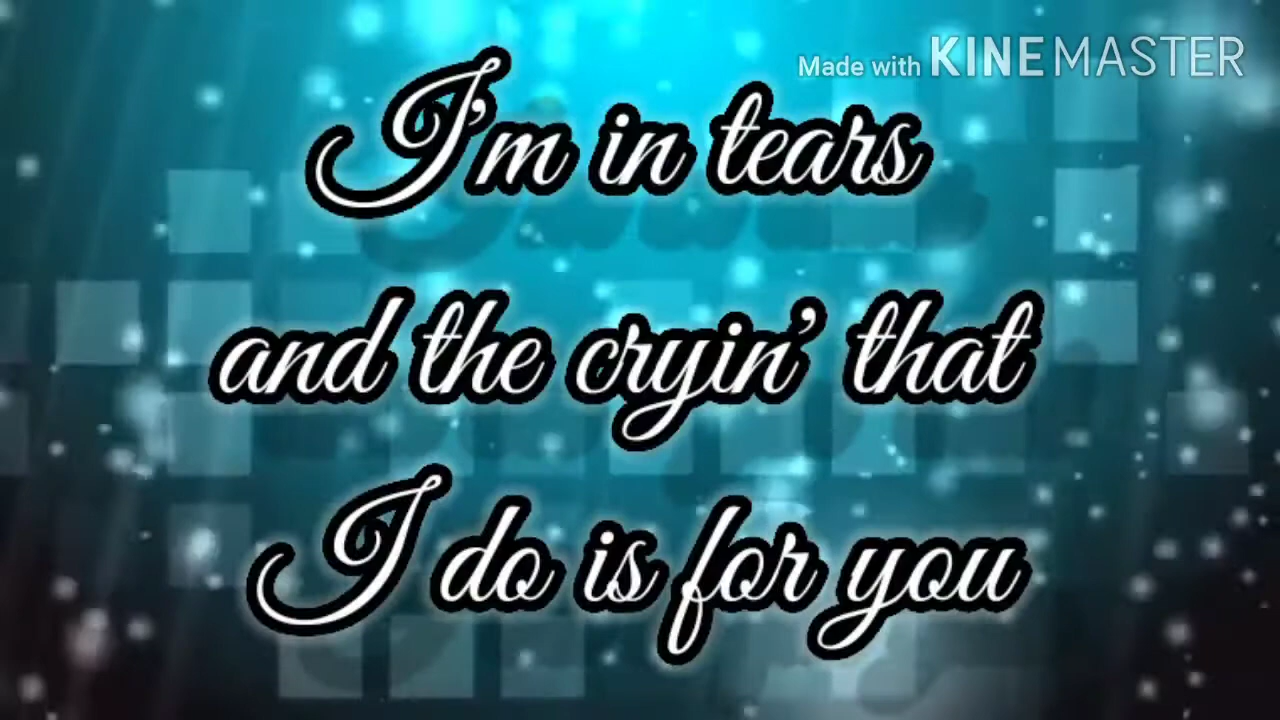 Made with KINEMASTER
I'm in tears
and the cryin' that
I do is for you